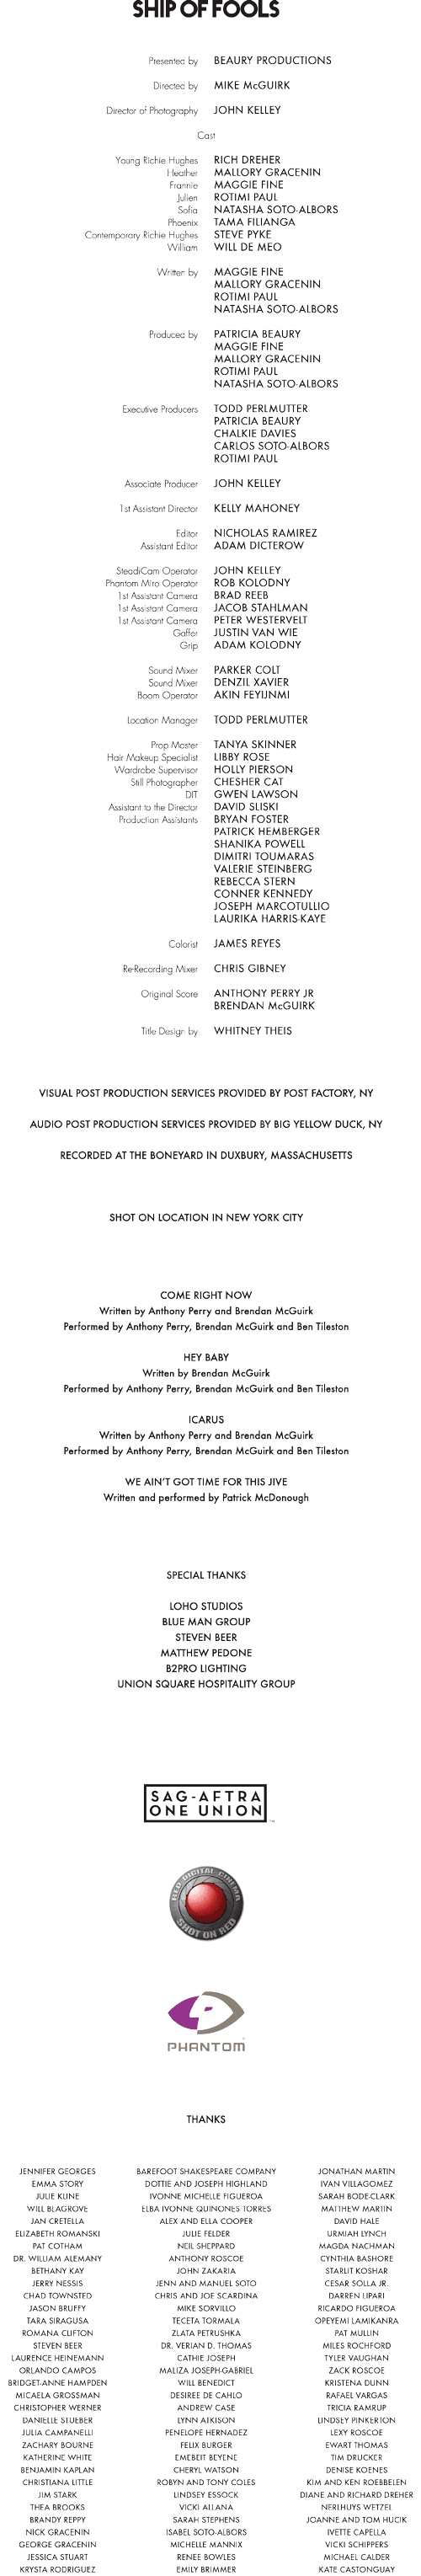 SHIP OF FOOLS
Presented by BEAURY PRODUCTIONS
Directed by MIKE McGUIRK
Director of Photography JOHN KELLEY
Cast
Young Richie Hughes RICH DREHER
Heather MALLORY GRACENIN
Frannie MAGGIE FINE
Julien ROTIMI PAUL
Sofia NATASHA SOTO-ALBORS
Phoenix TAMA FILIANGA
Contemporary Richie Hughes STEVE PYKE
William WILL DE MEO
Written by MAGGIE FINE
MALLORY GRACENIN
ROTIMI PAUL
NATASHA SOTO-ALBORS
Produced by PATRICIA BEAURY
MAGGIE FINE
MALLORY GRACENIN
ROTIMI PAUL
NATASHA SOTO-ALBORS
Executive Producers TODD PERLMUTTER
PATRICIA BEAURY
CHALKIE DAVIES
CARLOS SOTO-ALBORS
ROTIMI PAUL
Associate Producer JOHN KELLEY
1st Assistant Director KELLY MAHONEY
Editor NICHOLAS RAMIREZ
Assistant Editor ADAM DICTEROW
SteadiCam Operator JOHN KELLEY
Phantom Miro Operator ROB KOLODNY
1st Assistant Camera BRAD REEB
1st Assistant Camera JACOB STAHLMAN
1st Assistant Camera PETER WESTERVELT
Gaffer JUSTIN VAN WIE
Grip ADAM KOLODNY
Sound Mixer PARKER COLT
Sound Mixer DENZIL XAVIER
Boom Operator AKIN FEYIJNMI
Location Manager TODD PERLMUTTER
Prop Master TANYA SKINNER
Hair Makeup Specialist LIBBY ROSE
Wardrobe Supervisor HOLLY PIERSON
Still Photographer CHESHER CAT
DIT GWEN LAWSON
Assistant to the Director DAVID SLISKI
Production Assistants BRYAN FOSTER
PATRICK HEMBERGER
SHANIKA POWELL
DIMITRI TOUMARAS
VALERIE STEINBERG
REBECCA STERN
CONNER KENNEDY
JOSEPH MARCOTULLIO
LAURIKA HARRIS-KAYE
Colorist JAMES REYES
Re-Recording Mixer CHRIS GIBNEY
Original Score ANTHONY PERRY JR
BRENDAN McGUIRK
Title Design by WHITNEY THEIS
VISUAL POST PRODUCTION SERVICES PROVIDED BY POST FACTORY, NY
AUDIO POST PRODUCTION SERVICES PROVIDED BY BIG YELLOW DUCK, NY
RECORDED AT THE BONEYARD IN DUXBURY, MASSACHUSETTS
SHOT ON LOCATION IN NEW YORK CITY
COME RIGHT NOW
Written by Anthony Perry and Brendan McGuirk
Performed by Anthony Perry, Brendan McGuirk and Ben Tileston
HEY BABY
Written by Brendan McGuirk
Performed by Anthony Perry, Brendan McGuirk and Ben Tileston
ICARUS
Written by Anthony Perry and Brendan McGuirk
Performed by Anthony Perry, Brendan McGuirk and Ben Tileston
WE AIN'T GOT TIME FOR THIS JIVE
Written and performed by Patrick McDonough
SPECIAL THANKS
LOHO STUDIOS
BLUE MAN GROUP
STEVEN BEER
MATTHEW PEDONE
B2PRO LIGHTING
UNION SQUARE HOSPITALITY GROUP
SAG-AFTRA
ONE UNION
RED DIGITAL CINEMA
SHOT ON RED
PHANTOM
THANKS
JENNIFER GEORGES BAREFOOT SHAKESPEARE COMPANY JONATHAN MARTIN
EMMA STORY DOTTIE AND JOSEPH HIGHLAND IVAN VILLAGOMEZ
JULIE KLINE IVONNE MICHELLE FIGUEROA SARAH BODE-CLARK
WILL BLAGROVE ELBA IVONNE QUINONES TORRES MATTHEW MARTIN
JAN CRETELLA ALEX AND ELLA COOPER DAVID HALE
ELIZABETH ROMANSKI JULIE FELDER URMIAH LYNCH
PAT COTHAM NEIL SHEPPARD MAGDA NACHMAN
DR. WILLIAM ALEMANY ANTHONY ROSCOE CYNTHIA BASHORE
BETHANY KAY JOHN ZAKARIA STARLIT KOSHAR
JERRY NESSIS JENN AND MANUEL SOTO CESAR SOLLA JR.
CHAD TOWNSTED CHRIS AND JOE SCARDINA DARREN LIPARI
JASON BRUFFY MIKE SORVILLO RICARDO FIGUEROA
TARA SIRAGUSA TECETA TORMALA OPEYEMI LAMIKANRA
ROMANA CLIFTON ZLATA PETRUSHKA PAT MULLIN
STEVEN BEER DR. VERIAN D. THOMAS MILES ROCHFORD
LAURENCE HEINEMANN CATHIE JOSEPH TYLER VAUGHAN
ORLANDO CAMPOS MALIZA JOSEPH-GABRIEL ZACK ROSCOE
BRIDGET-ANNE HAMPDEN WILL BENEDICT KRISTENA DUNN
MICAELA GROSSMAN DESIREE DE CAHLO RAFAEL VARGAS
CHRISTOPHER WERNER ANDREW CASE TRICIA RAMRUP
DANIELLE STUEBER LYNN ATKISON LINDSEY PINKERTON
JULIA CAMPANELLI PENELOPE HERNADEZ LEXY ROSCOE
ZACHARY BOURNE FELIX BURGER EWART THOMAS
KATHERINE WHITE EMEBEIT BEYENE TIM DRUCKER
BENJAMIN KAPLAN CHERYL WATSON DENISE KOENES
CHRISTIANA LITTLE ROBYN AND TONY COLES KIM AND KEN ROEBBELEN
JIM STARK LINDSEY ESSOCK DIANE AND RICHARD DREHER
THEA BROOKS VICKI ALLANA NERLHUYS WETZEL
BRANDY REPPY SARAH STEPHENS JOANNE AND TOM HUCIK
NICK GRACENIN ISABEL SOTO-ALBORS IVETTE CAPELLA
GEORGE GRACENIN MICHELLE MANNIX VICKI SCHIPPERS
JESSICA STUART RENEE BOWLES MICHAEL CALDER
KRYSTA RODRIGUEZ EMILY BRIMMER KATE CASTONGUAY